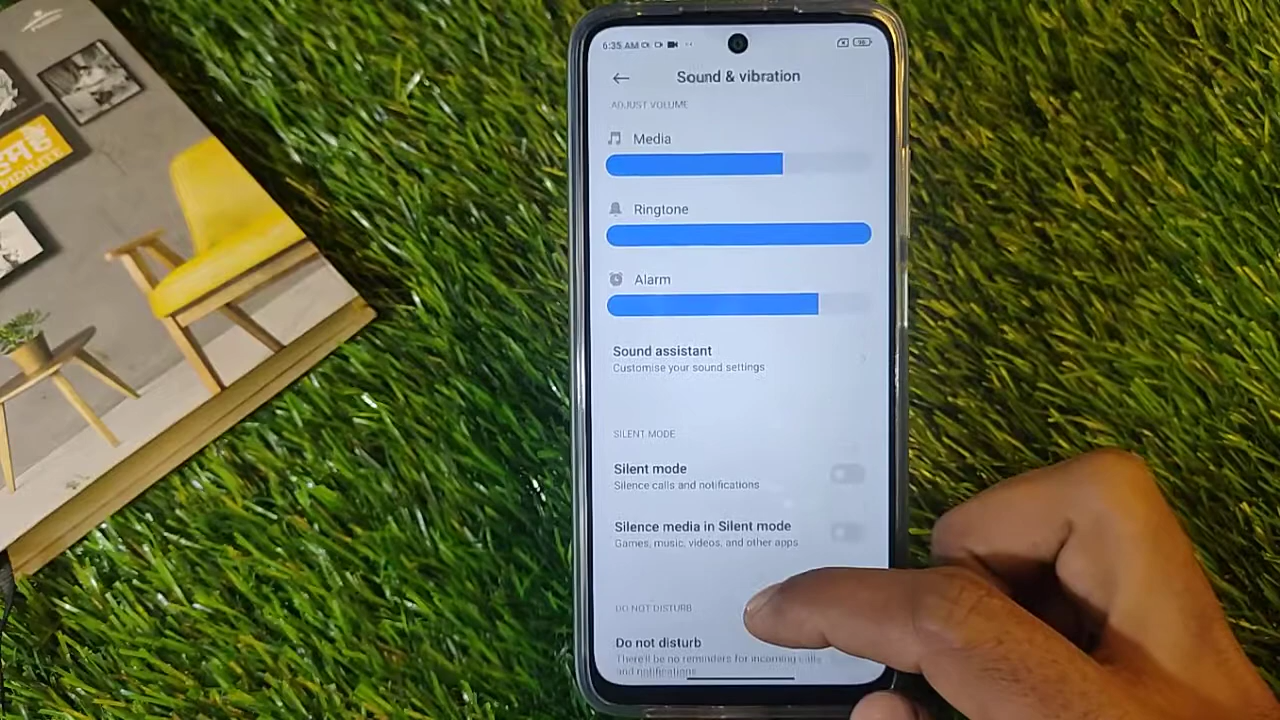 6:35 AM
96
Sound & vibration
ADJUST VOLUME
Media
Ringtone
Alarm
Sound assistant
Customise your sound settings
SILENT MODE
Silent mode
Silence calls and notifications
Silence media in Silent mode
Games, music, videos, and other apps
DO NOT DISTURB
Do not disturb
There'll be no reminders for incoming calls
and notifications